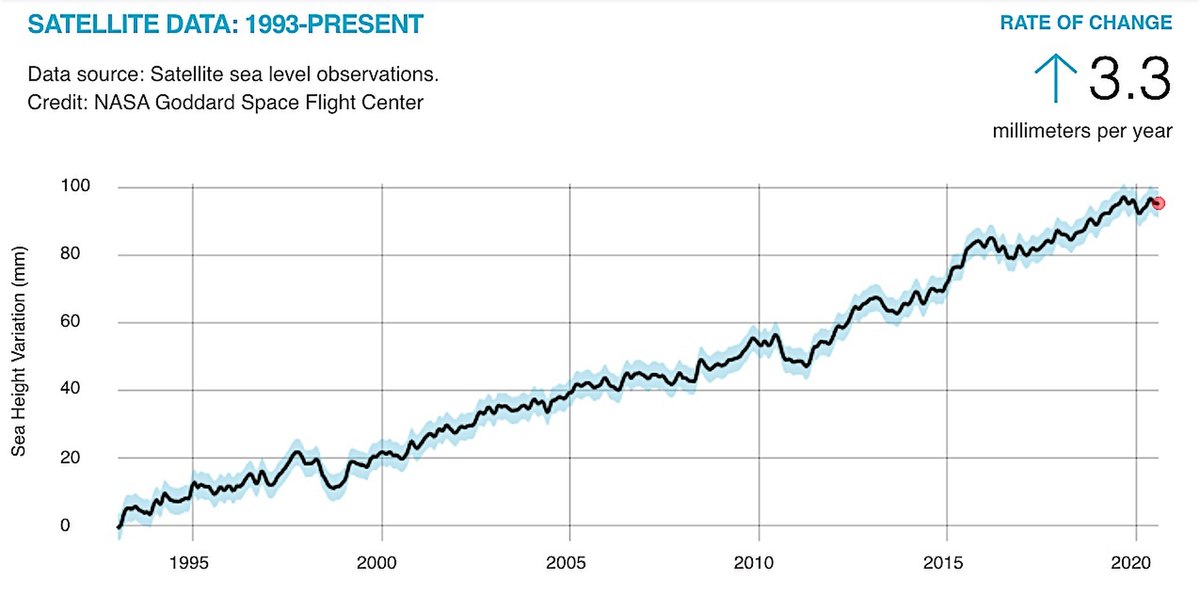 SATELLITE DATA: 1993-PRESENT
RATE OF CHANGE
Data source: Satellite sea level observations.
Credit: NASA Goddard Space Flight Center
↑ 3.3
millimeters per year
Sea Height Variation (mm)
100
80
60
40
20
0
1995 2000 2005 2010 2015 2020